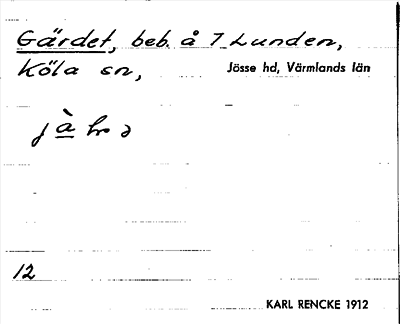 Gärdet, beb. å 7 Lunden,
Köla sn, Jösse hd, Värmlands län
12
KARL RENCKE 1912